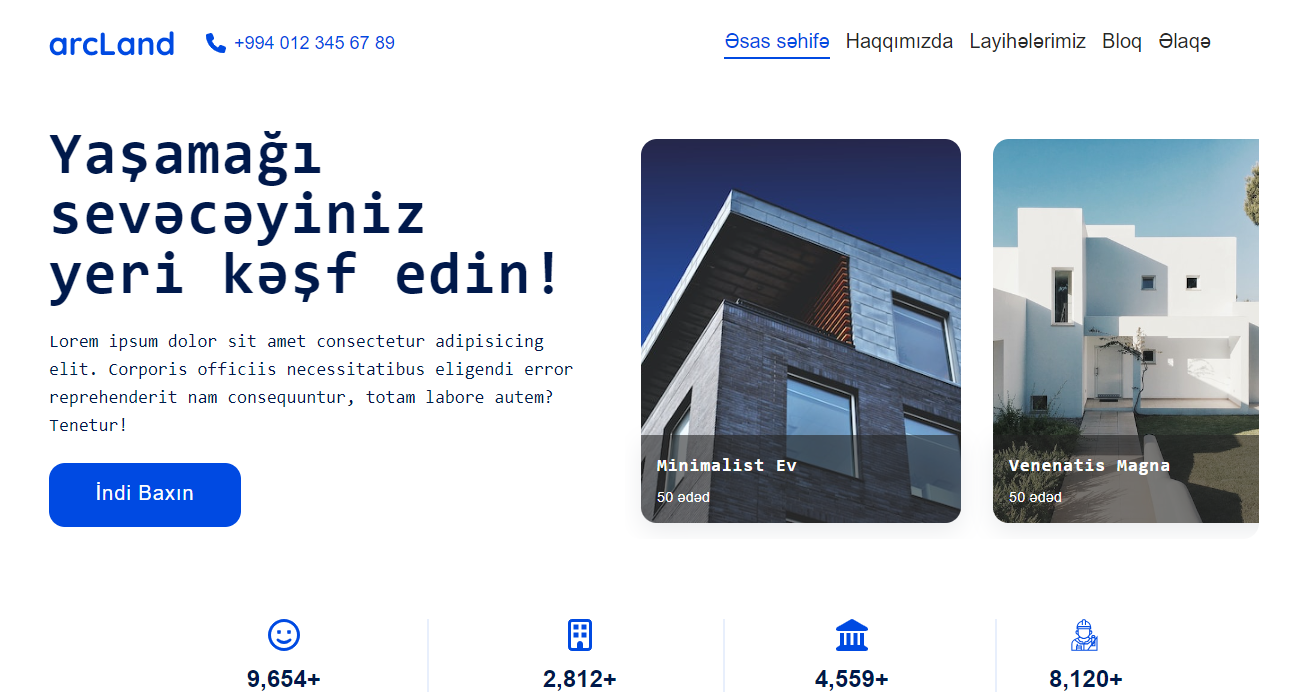 arcLand
+994 012 345 67 89
Əsas səhifə Haqqımızda Layihələrimiz Bloq Əlaqə
Yaşamağı
sevəcəyiniz
yeri kəşf edin!
Lorem ipsum dolor sit amet consectetur adipisicing
elit. Corporis officiis necessitatibus eligendi error
reprehenderit nam consequuntur, totam labore autem?
Tenetur!
İndi Baxın
Minimalist Ev
50 ədəd
Venenatis Magna
50 ədəd
9,654+
2,812+
4,559+
8,120+